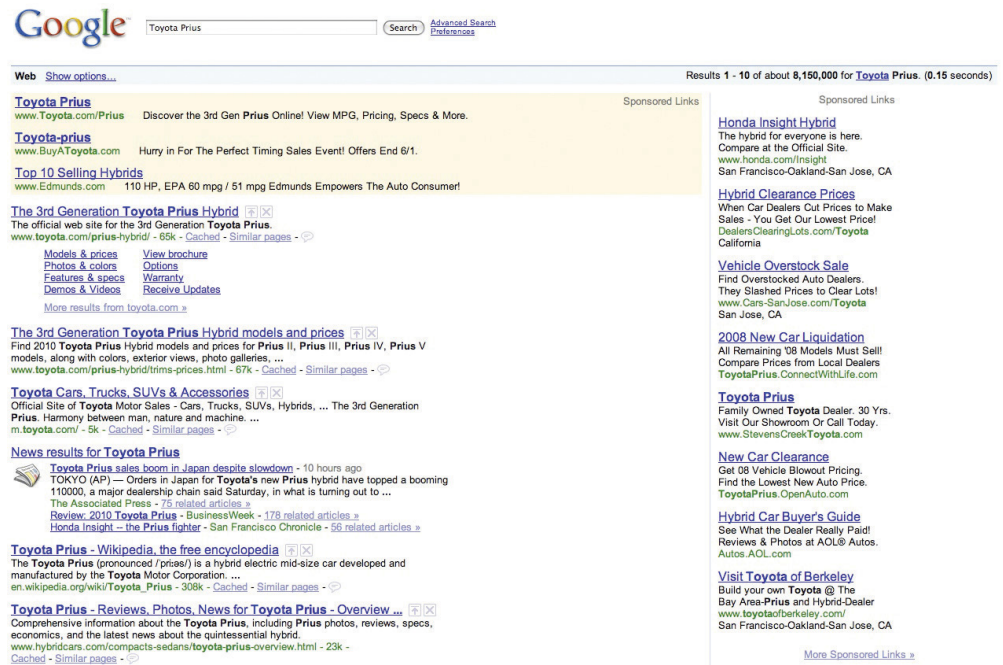 Google
Toyota Prius
Search
Advanced Search
Preferences
Web Show options...
Results 1 - 10 of about 8,150,000 for Toyota Prius. (0.15 seconds)
Toyota Prius
Sponsored Links
www.Toyota.com/Prius Discover the 3rd Gen Prius Online! View MPG, Pricing, Specs & More.
Toyota-prius
www.BuyAToyota.com Hurry in For The Perfect Timing Sales Event! Offers End 6/1.
Top 10 Selling Hybrids
www.Edmunds.com 110 HP, EPA 60 mpg / 51 mpg Edmunds Empowers The Auto Consumer!
The 3rd Generation Toyota Prius Hybrid
The official web site for the 3rd Generation Toyota Prius.
www.toyota.com/prius-hybrid/ - 65k - Cached - Similar pages -
Models & prices View brochure
Photos & colors Options
Features & specs Warranty
Demos & Videos Receive Updates
More results from toyota.com »
The 3rd Generation Toyota Prius Hybrid models and prices
Find 2010 Toyota Prius Hybrid models and prices for Prius II, Prius III, Prius IV, Prius V
models, along with colors, exterior views, photo galleries, ...
www.toyota.com/prius-hybrid/trims-prices.html - 67k - Cached - Similar pages -
Toyota Cars, Trucks, SUVs & Accessories
Official Site of Toyota Motor Sales - Cars, Trucks, SUVs, Hybrids, ... The 3rd Generation
Prius. Harmony between man, nature and machine. ...
m.toyota.com/ - 5k - Cached - Similar pages -
News results for Toyota Prius
Toyota Prius sales boom in Japan despite slowdown - 10 hours ago
TOKYO (AP) — Orders in Japan for Toyota's new Prius hybrid have topped a booming
110000, a major dealership chain said Saturday, in what is turning out to ...
The Associated Press - 75 related articles »
Review: 2010 Toyota Prius - BusinessWeek - 178 related articles »
Honda Insight -- the Prius fighter - San Francisco Chronicle - 56 related articles »
Toyota Prius - Wikipedia, the free encyclopedia
The Toyota Prius (pronounced /ˈpriəs/) is a hybrid electric mid-size car developed and
manufactured by the Toyota Motor Corporation. ...
en.wikipedia.org/wiki/Toyota_Prius - 308k - Cached - Similar pages -
Toyota Prius - Reviews, Photos, News for Toyota Prius - Overview ...
Comprehensive information about the Toyota Prius, including Prius photos, reviews, specs,
economics, and the latest news about the quintessential hybrid.
www.hybridcars.com/compacts-sedans/toyota-prius-overview.html - 23k -
Cached - Similar pages -
Sponsored Links
Honda Insight Hybrid
The hybrid for everyone is here.
Compare at the Official Site.
www.honda.com/Insight
San Francisco-Oakland-San Jose, CA
Hybrid Clearance Prices
When Car Dealers Cut Prices to Make
Sales - You Get Our Lowest Price!
DealersClearingLots.com/Toyota
California
Vehicle Overstock Sale
Find Overstocked Auto Dealers.
They Slashed Prices to Clear Lots!
www.Cars-SanJose.com/Toyota
San Jose, CA
2008 New Car Liquidation
All Remaining '08 Models Must Sell!
Compare Prices from Local Dealers
ToyotaPrius.ConnectWithLife.com
Toyota Prius
Family Owned Toyota Dealer. 30 Yrs.
Visit Our Showroom Or Call Today.
www.StevensCreekToyota.com
New Car Clearance
Get 08 Vehicle Blowout Pricing.
Find the Lowest New Auto Price.
ToyotaPrius.OpenAuto.com
Hybrid Car Buyer's Guide
See What the Dealer Really Paid!
Reviews & Photos at AOL® Autos.
Autos.AOL.com
Visit Toyota of Berkeley
Build your own Toyota @ The
Bay Area-Prius and Hybrid-Dealer
www.toyotaofberkeley.com/
San Francisco-Oakland-San Jose, CA
More Sponsored Links »